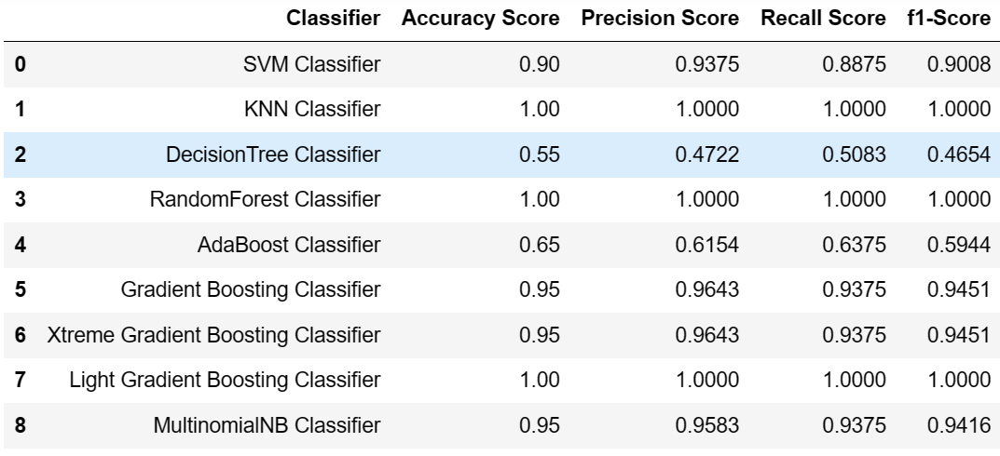 Classifier Accuracy Score Precision Score Recall Score f1-Score
0 SVM Classifier 0.90 0.9375 0.8875 0.9008
1 KNN Classifier 1.00 1.0000 1.0000 1.0000
2 DecisionTree Classifier 0.55 0.4722 0.5083 0.4654
3 RandomForest Classifier 1.00 1.0000 1.0000 1.0000
4 AdaBoost Classifier 0.65 0.6154 0.6375 0.5944
5 Gradient Boosting Classifier 0.95 0.9643 0.9375 0.9451
6 Xtreme Gradient Boosting Classifier 0.95 0.9643 0.9375 0.9451
7 Light Gradient Boosting Classifier 1.00 1.0000 1.0000 1.0000
8 MultinomialNB Classifier 0.95 0.9583 0.9375 0.9416